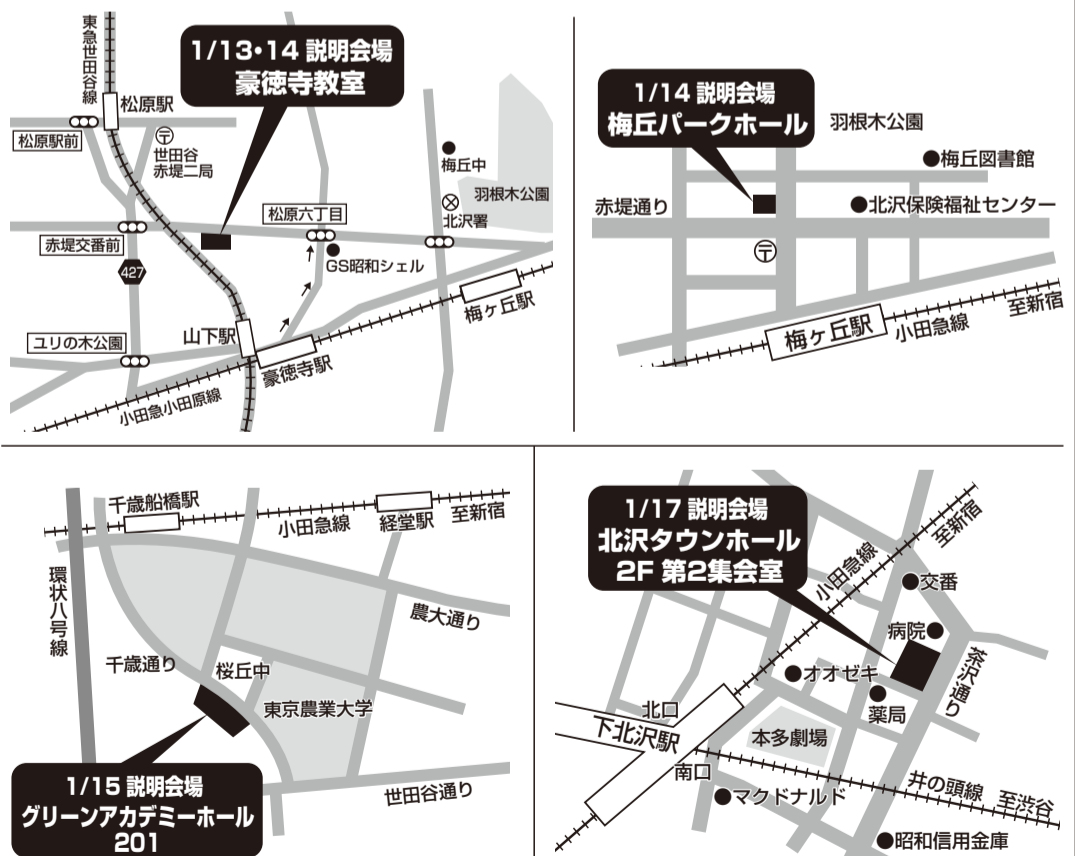 東急世田谷線
1/13・14 説明会場
豪徳寺教室
松原駅
松原駅前
〒
世田谷
赤堤二局
梅丘中
羽根木公園
北沢署
松原六丁目
赤堤交番前
GS昭和シェル
427
梅ヶ丘駅
山下駅
ユリの木公園
豪徳寺駅
小田急小田原線
1/14 説明会場
梅丘パークホール
羽根木公園
梅丘図書館
赤堤通り
北沢保険福祉センター
〒
梅ヶ丘駅
小田急線
至新宿
千歳船橋駅
小田急線
経堂駅
至新宿
環状八号線
農大通り
千歳通り
桜丘中
東京農業大学
1/15 説明会場
グリーンアカデミーホール
201
世田谷通り
1/17 説明会場
北沢タウンホール
2F 第2集会室
小田急線
至新宿
交番
病院
茶沢通り
オオゼキ
薬局
北口
下北沢駅
南口
本多劇場
マクドナルド
井の頭線
至渋谷
昭和信用金庫